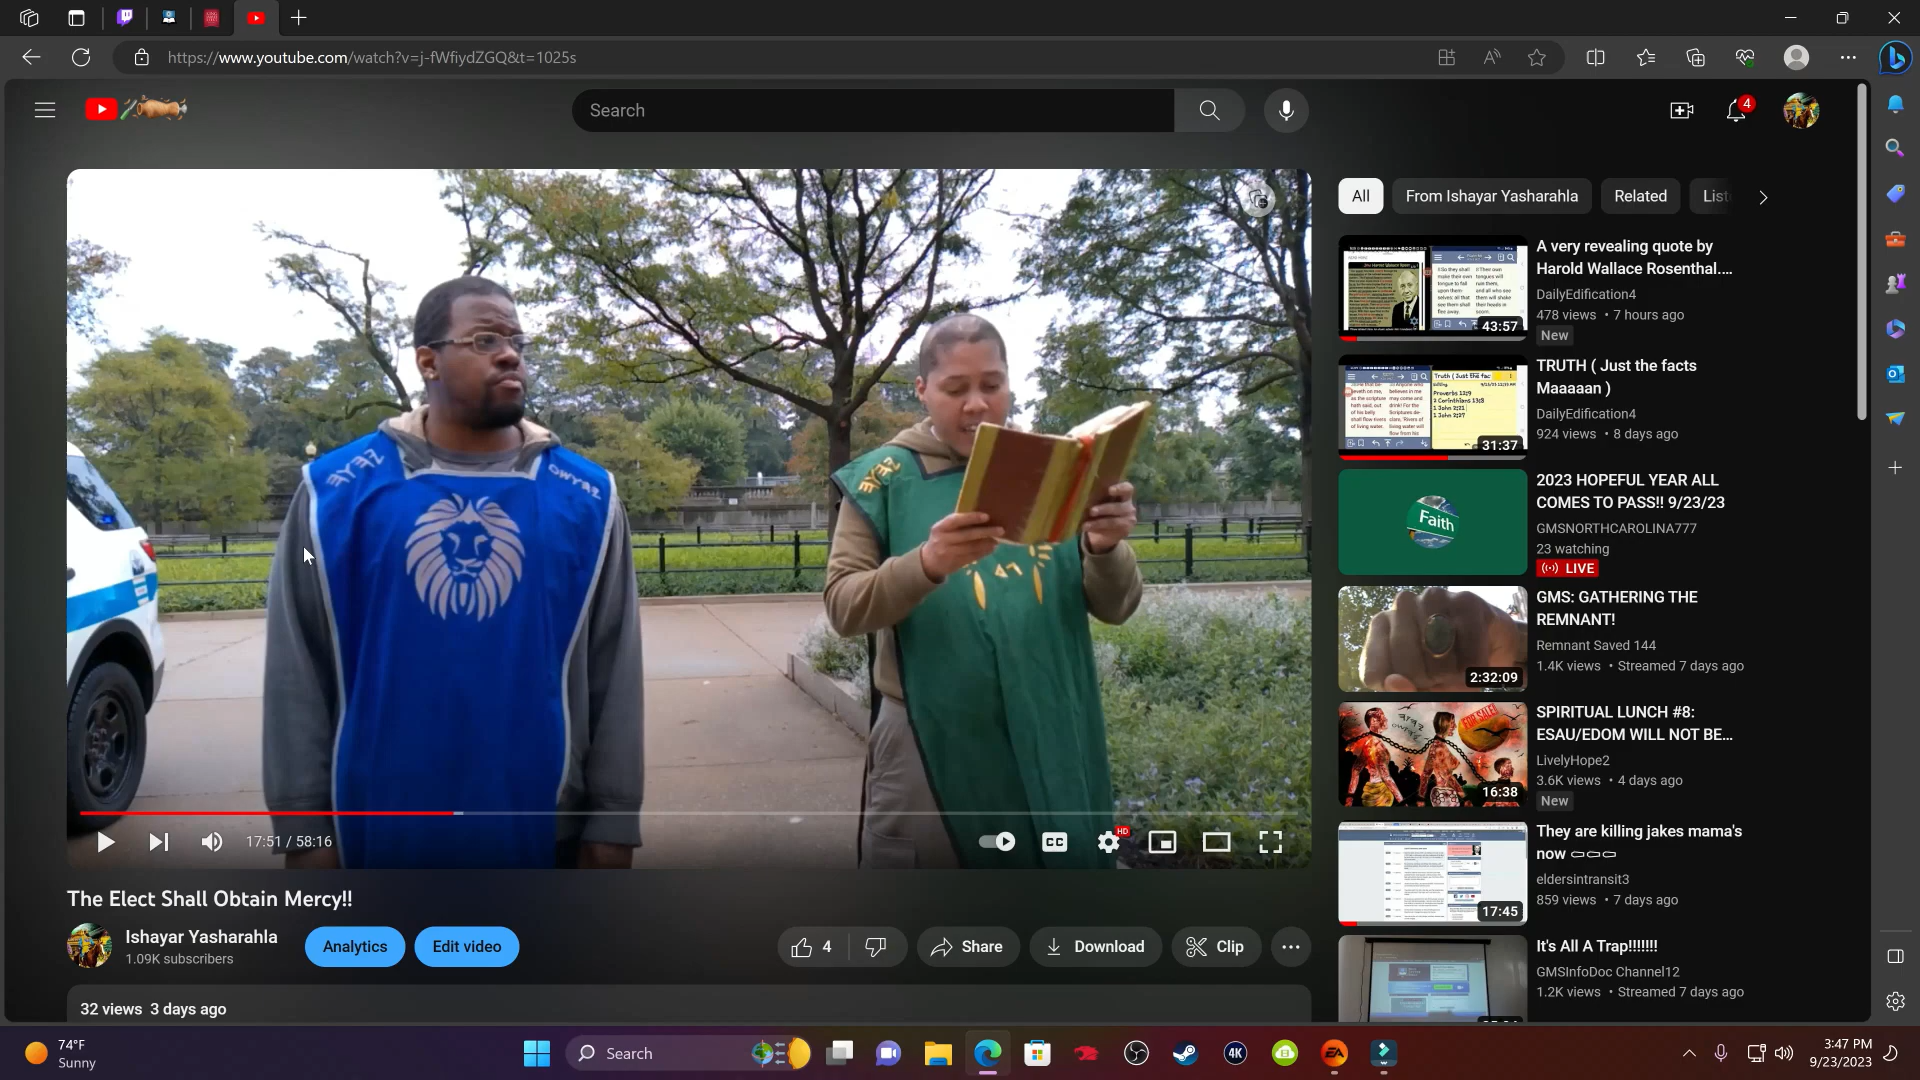 https://www.youtube.com/watch?v=j-fWfiydZGQ&t=1025s
Search
4
All
From Ishayar Yasharahla
Related
43:57
A very revealing quote by
Harold Wallace Rosenthal....
DailyEdification4
478 views • 7 hours ago
New
31:37
TRUTH ( Just the facts
Maaaaan )
DailyEdification4
924 views • 8 days ago
Faith
2023 HOPEFUL YEAR ALL
COMES TO PASS!! 9/23/23
GMSNORTHCAROLINA777
23 watching
LIVE
2:32:09
GMS: GATHERING THE
REMNANT!
Remnant Saved 144
1.4K views • Streamed 7 days ago
FOR SALE!
16:38
SPIRITUAL LUNCH #8:
ESAU/EDOM WILL NOT BE...
LivelyHope2
3.6K views • 4 days ago
New
17:45
They are killing jakes mama's
now
eldersintransit3
859 views • 7 days ago
It's All A Trap!!!!!!!
GMSInfoDoc Channel12
1.2K views • Streamed 7 days ago
17:51 / 58:16
CC
HD
The Elect Shall Obtain Mercy!!
Ishayar Yasharahla
1.09K subscribers
Analytics
Edit video
4
Share
Download
Clip
32 views 3 days ago
74°F
Sunny
Search
4K
EA
3:47 PM
9/23/2023